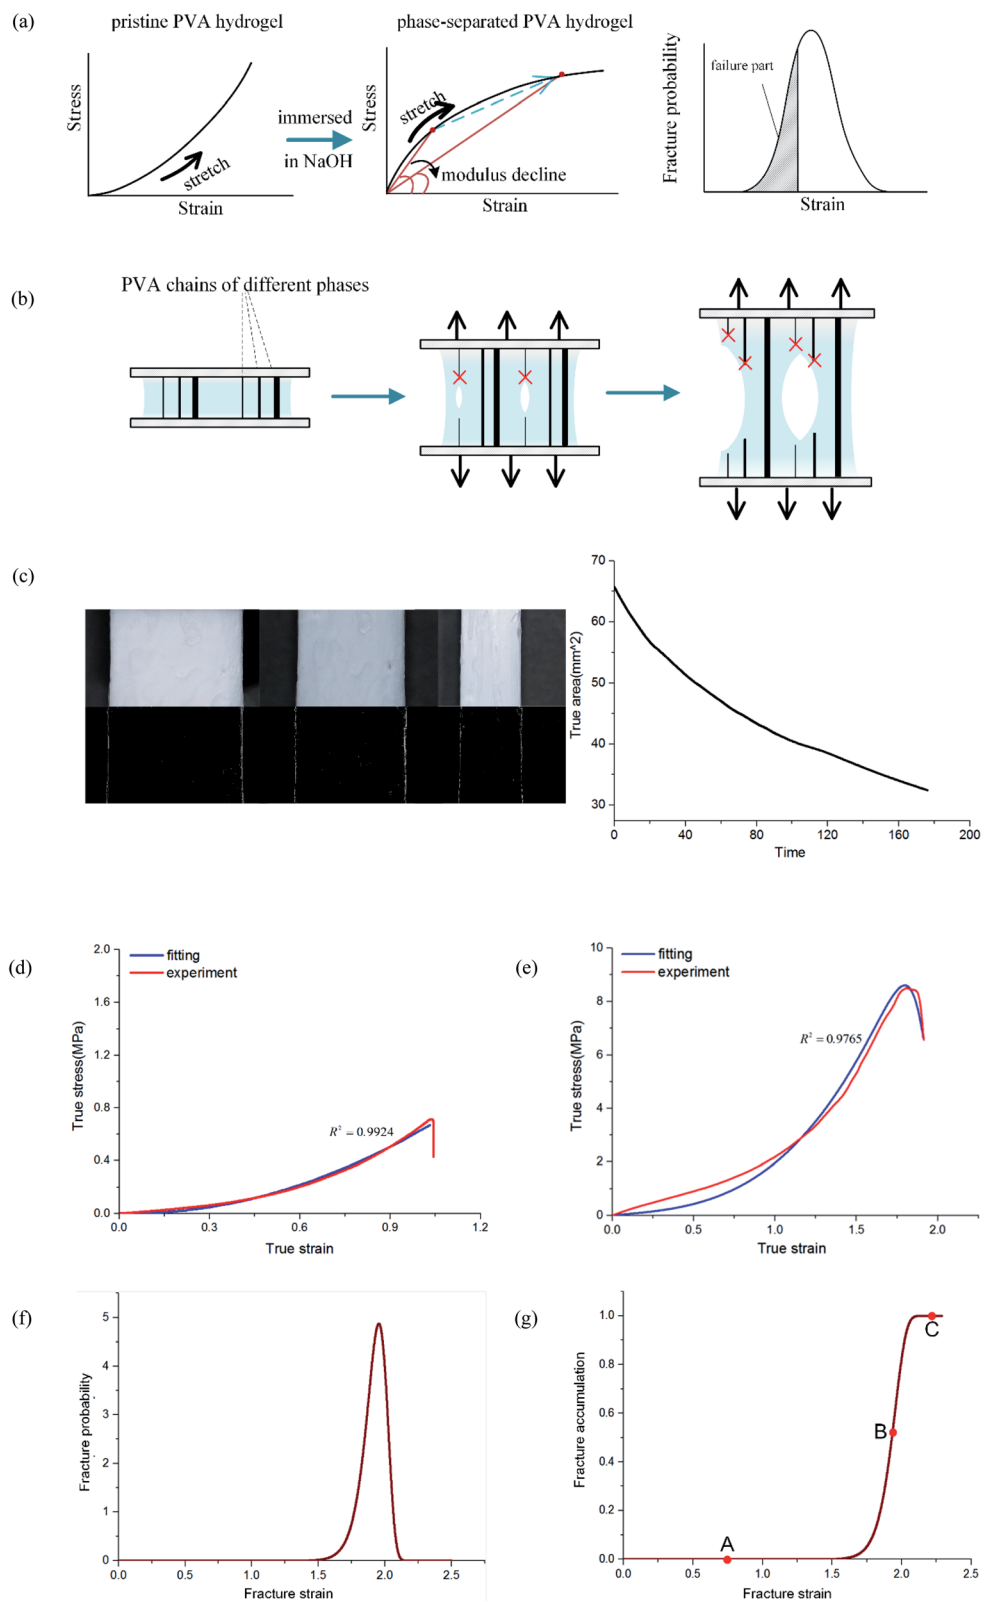 (a)
pristine PVA hydrogel
Stress
stretch
Strain
immersed
in NaOH
phase-separated PVA hydrogel
Stress
stretch
modulus decline
Strain
Fracture probability
failure part
Strain
(b)
PVA chains of different phases
(c)
True area(mm^2)
70
60
50
40
30
0 40 80 120 160 200
Time
(d)
True stress(MPa)
2.0
1.6
1.2
0.8
0.4
0.0
fitting
experiment
R² = 0.9924
0.0 0.3 0.6 0.9 1.2
True strain
(e)
True stress(MPa)
10
8
6
4
2
0
fitting
experiment
R² = 0.9765
0.0 0.5 1.0 1.5 2.0
True strain
(f)
Fracture probability
5
4
3
2
1
0
0.0 0.5 1.0 1.5 2.0 2.5
Fracture strain
(g)
Fracture accumulation
1.0
0.8
0.6
0.4
0.2
0.0
A
B
C
0.0 0.5 1.0 1.5 2.0 2.5
Fracture strain